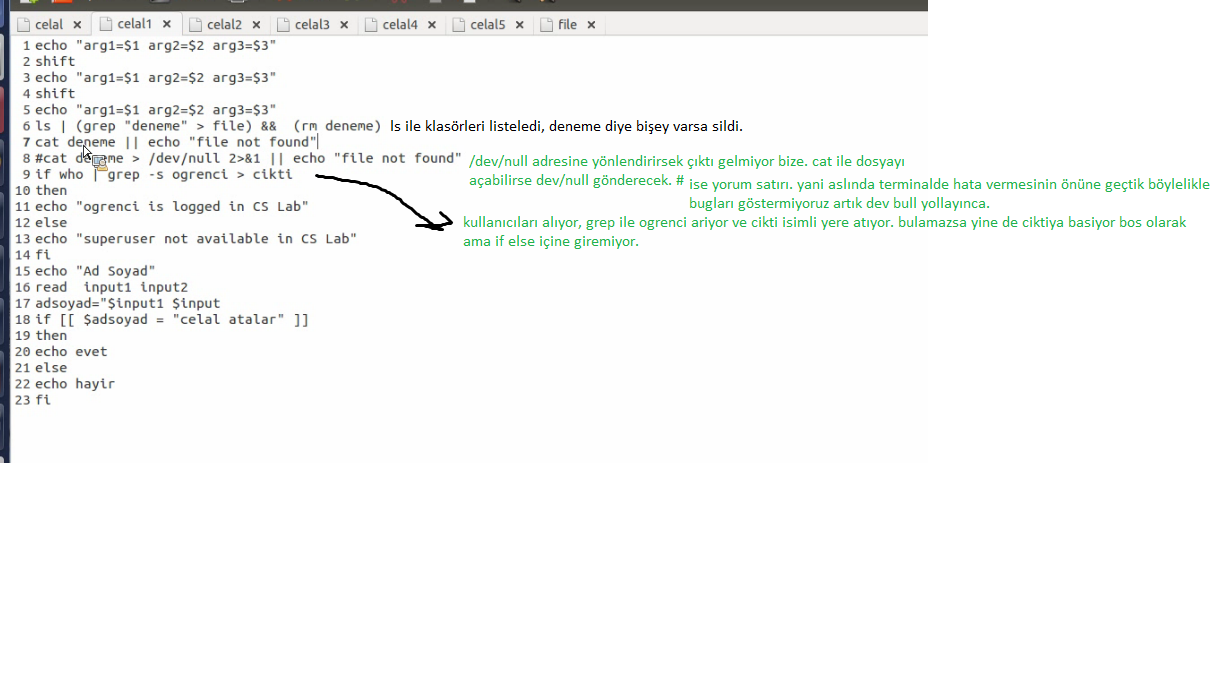 celal celal1 celal2 celal3 celal4 celal5 file
1 echo "arg1=$1 arg2=$2 arg3=$3"
2 shift
3 echo "arg1=$1 arg2=$2 arg3=$3"
4 shift
5 echo "arg1=$1 arg2=$2 arg3=$3"
6 ls | (grep "deneme" > file) &&  (rm deneme) ls ile klasörleri listeledi, deneme diye bişey varsa sildi.
7 cat deneme || echo "file not found"
8 #cat deneme > /dev/null 2>&1 || echo "file not found"
/dev/null adresine yönlendirirsek çıktı gelmiyor bize. cat ile dosyayı
açabilirse dev/null gönderecek. #
ise yorum satırı. yani aslında terminalde hata vermesinin önüne geçtik böylelikle
bugları göstermiyoruz artık dev bull yollayınca.
9 if who | grep -s ogrenci > cikti
kullanıcıları alıyor, grep ile ogrenci ariyor ve cikti isimli yere atıyor. bulamazsa yine de ciktiya basiyor bos olarak
ama if else içine giremiyor.
10 then
11 echo "ogrenci is logged in CS Lab"
12 else
13 echo "superuser not available in CS Lab"
14 fi
15 echo "Ad Soyad"
16 read  input1 input2
17 adsoyad="$input1 $input
18 if [[ $adsoyad = "celal atalar" ]]
19 then
20 echo evet
21 else
22 echo hayir
23 fi